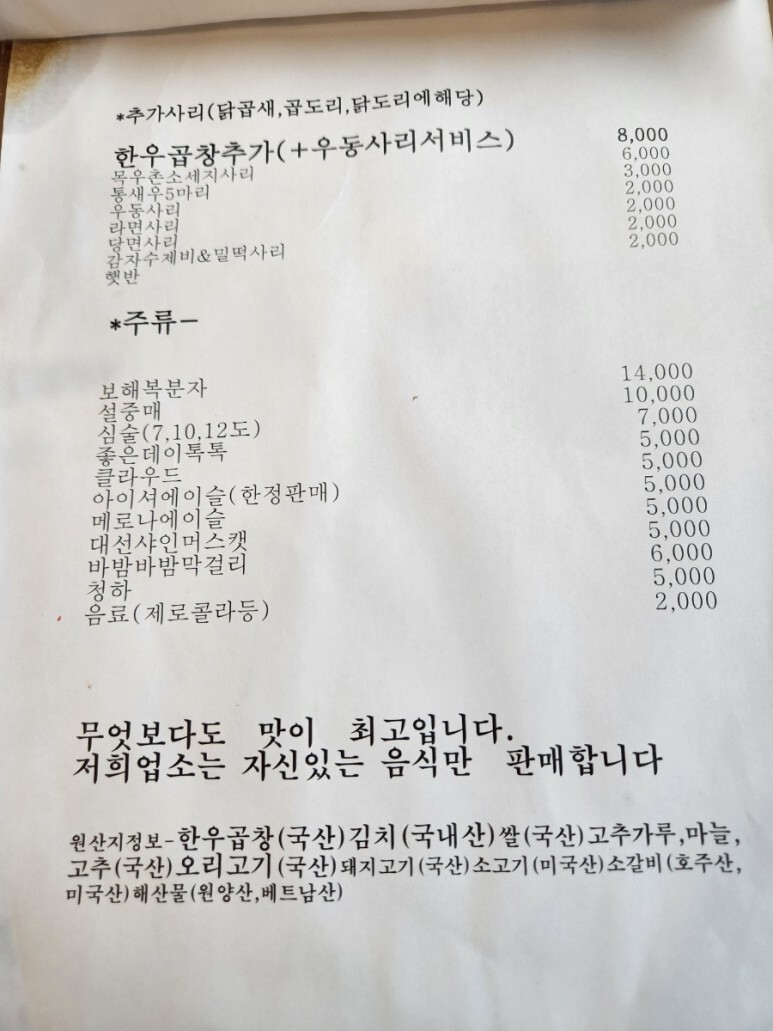 *추가사리(닭곱새,곱도리,닭도리에해당)
한우곱창추가(+우동사리서비스) 8,000
목우촌소세지사리 6,000
통새우5마리 3,000
우동사리 2,000
라면사리 2,000
당면사리 2,000
감자수제비&밀떡사리 2,000
햇반
*주류-
보해복분자 14,000
설중매 10,000
심술(7,10,12도) 7,000
좋은데이톡톡 5,000
클라우드 5,000
아이셔에이슬(한정판매) 5,000
메로나에이슬 5,000
대선샤인머스캣 5,000
바밤바밤막걸리 6,000
청하 5,000
음료(제로콜라등) 2,000
무엇보다도 맛이 최고입니다.
저희업소는 자신있는 음식만 판매합니다
원산지정보-한우곱창(국산)김치(국내산)쌀(국산)고추가루,마늘,
고추(국산)오리고기(국산)돼지고기(국산)소고기(미국산)소갈비(호주산,
미국산)해산물(원양산,베트남산)